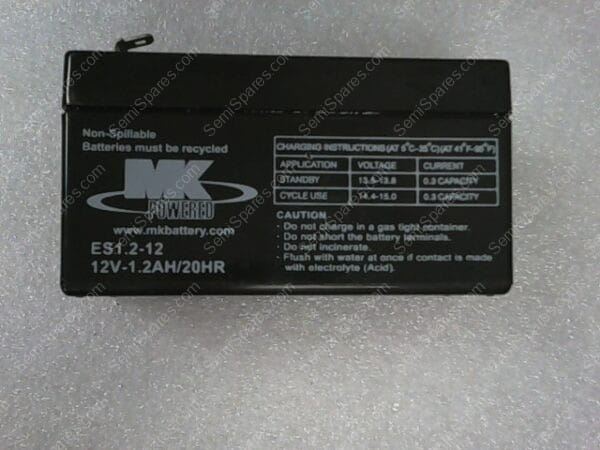 Non-Spillable
Batteries must be recycled
MK
POWERED
www.mkbattery.com
ES1.2-12
12V-1.2AH/20HR
CHARGING INSTRUCTIONS(AT 5°C-35°C)(AT 41°F-95°F)
APPLICATION VOLTAGE CURRENT
STANDBY 13.5-13.8 0.3 CAPACITY
CYCLE USE 14.4-15.0 0.3 CAPACITY
CAUTION
- Do not charge in a gas tight container.
- Do not short the battery terminals.
- Do not incinerate.
- Flush with water at once if contact is made
with electrolyte (Acid).
SemiSpares.com